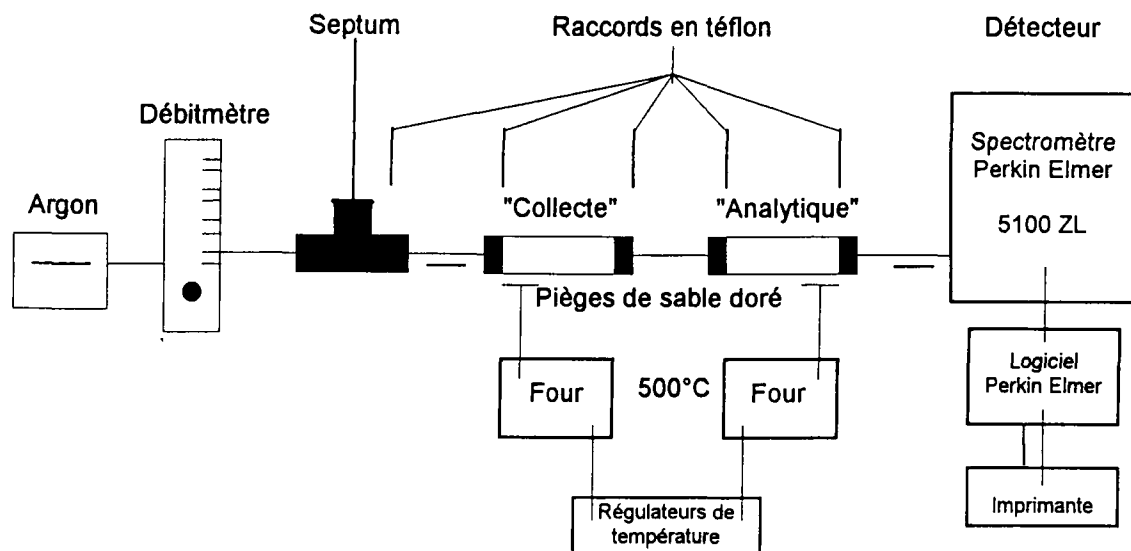 Septum
Raccords en téflon
Détecteur
Débitmètre
Argon
"Collecte"
"Analytique"
Spectromètre
Perkin Elmer
5100 ZL
Pièges de sable doré
Four
500°C
Four
Logiciel
Perkin Elmer
Régulateurs de
température
Imprimante